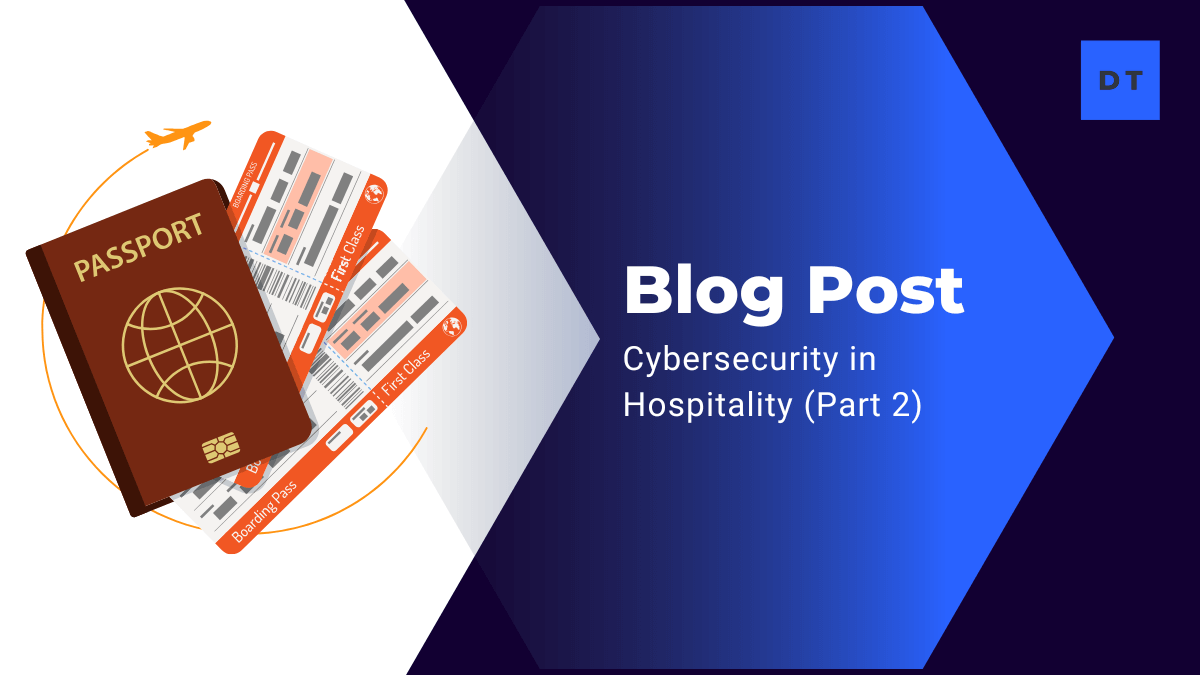 DT
Blog Post
Cybersecurity in
Hospitality (Part 2)
PASSPORT
BOARDING PASS
First Class
First Class
Boarding Pass